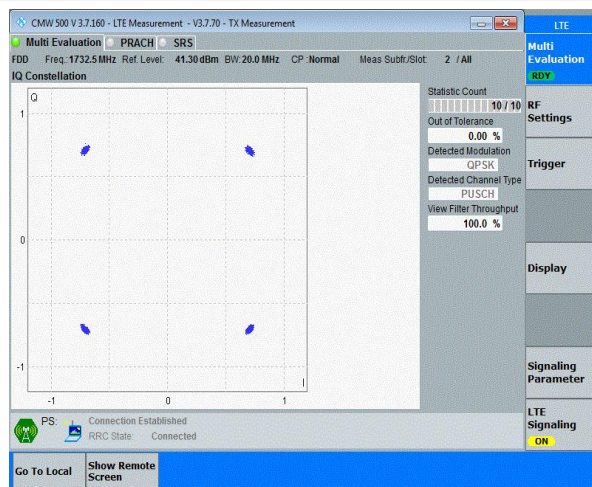 CMW 500 V 3.7.160 - LTE Measurement - V3.7.70 - TX Measurement
LTE
Multi Evaluation PRACH SRS
Multi
Evaluation
RDY
FDD Freq.:1732.5 MHz Ref. Level: 41.30 dBm BW: 20.0 MHz CP :Normal Meas Subfr./Slot: 2 / All
IQ Constellation
Q
1
0
-1
-1 0 1
I
Statistic Count
10 / 10
Out of Tolerance
0.00 %
Detected Modulation
QPSK
Detected Channel Type
PUSCH
View Filter Throughput
100.0 %
RF
Settings
Trigger
Display
Signaling
Parameter
LTE
Signaling
ON
PS: Connection Established
RRC State: Connected
Go To Local
Show Remote
Screen